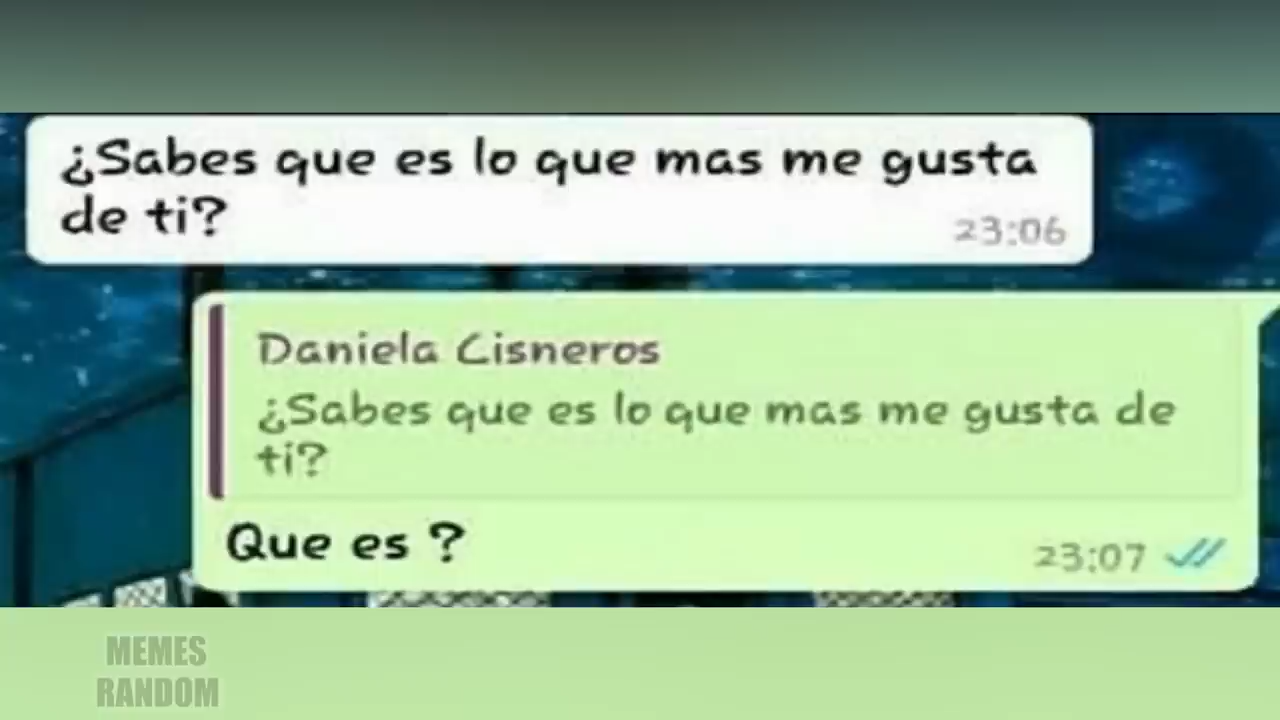 ¿Sabes que es lo que mas me gusta
de ti?
23:06
Daniela Cisneros
¿Sabes que es lo que mas me gusta de
ti?
Que es ?
23:07
MEMES
RANDOM